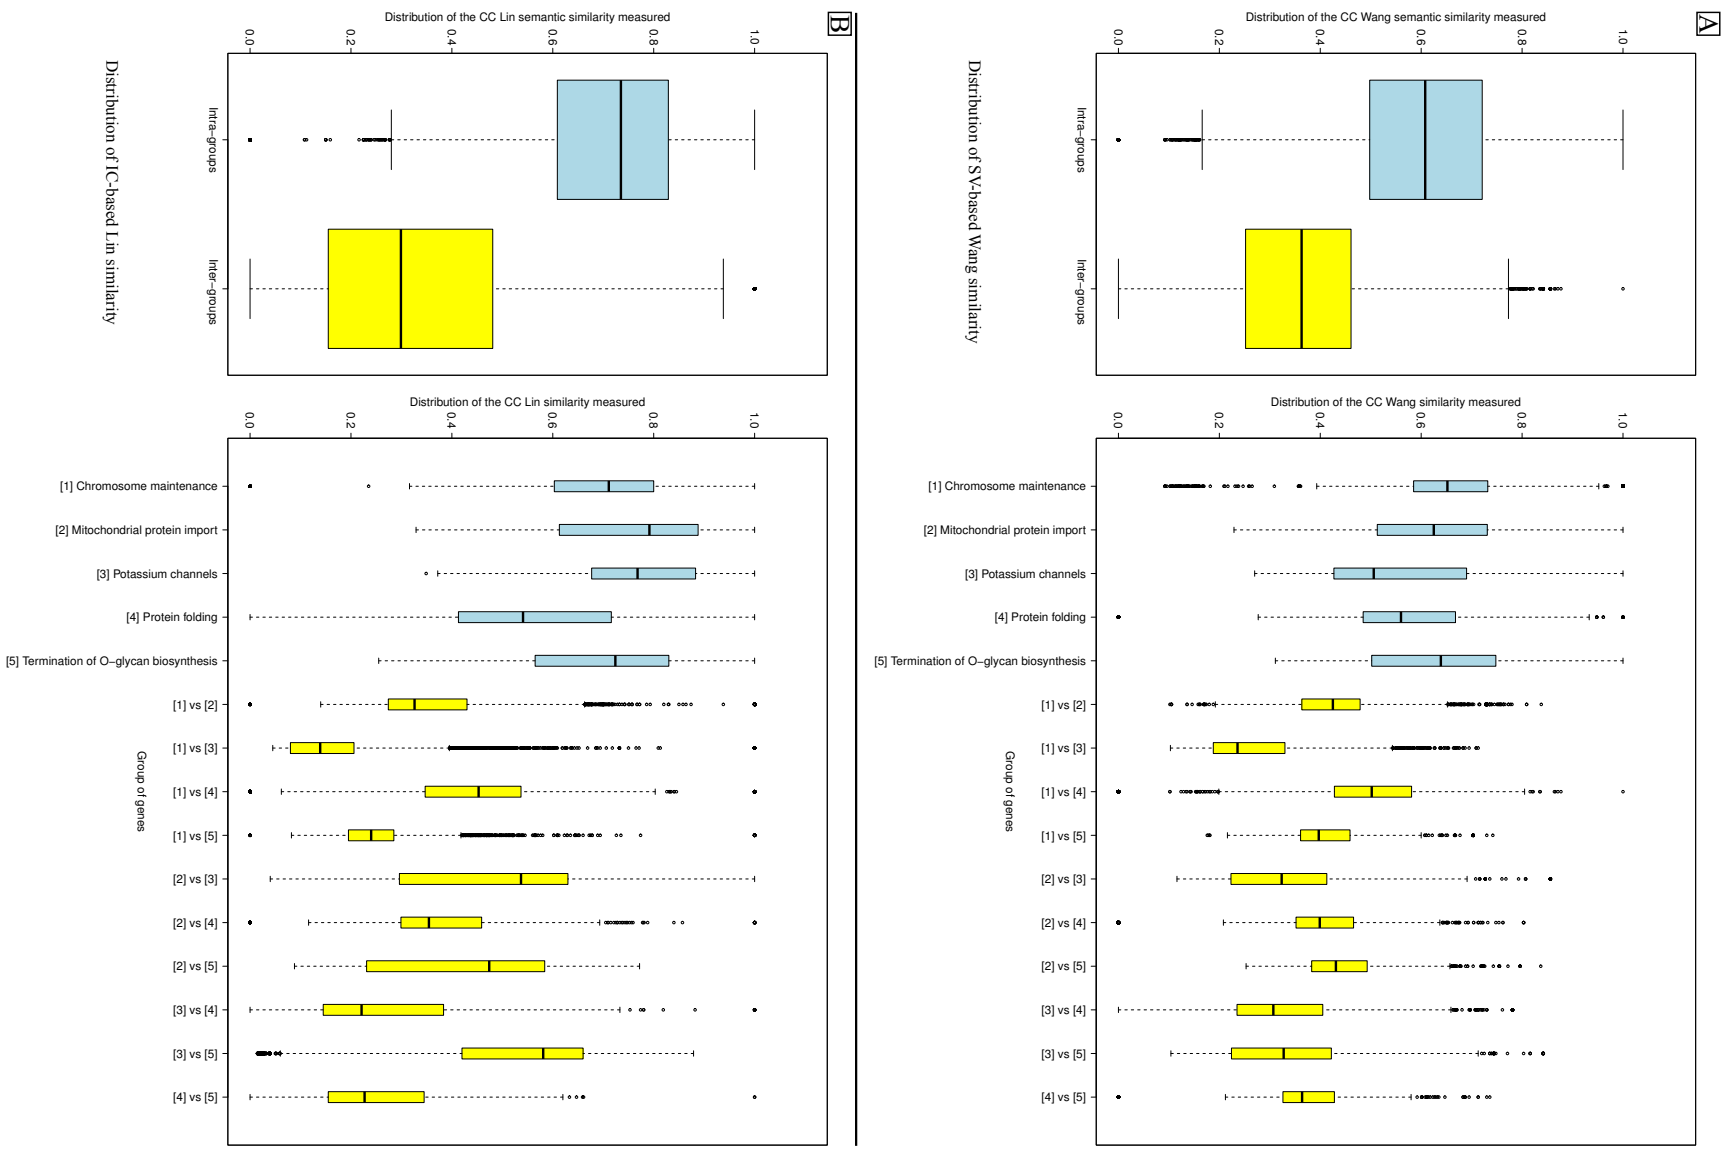 A
Distribution of the CC Wang semantic similarity measured
0.0 0.2 0.4 0.6 0.8 1.0
Intra−groups
Inter−groups
Distribution of SV-based Wang similarity
Distribution of the CC Wang similarity measured
0.0 0.2 0.4 0.6 0.8 1.0
[1] Chromosome maintenance
[2] Mitochondrial protein import
[3] Potassium channels
[4] Protein folding
[5] Termination of O−glycan biosynthesis
[1] vs [2]
[1] vs [3]
[1] vs [4]
[1] vs [5]
[2] vs [3]
[2] vs [4]
[2] vs [5]
[3] vs [4]
[3] vs [5]
[4] vs [5]
Group of genes
B
Distribution of the CC Lin semantic similarity measured
0.0 0.2 0.4 0.6 0.8 1.0
Intra−groups
Inter−groups
Distribution of IC-based Lin similarity
Distribution of the CC Lin similarity measured
0.0 0.2 0.4 0.6 0.8 1.0
[1] Chromosome maintenance
[2] Mitochondrial protein import
[3] Potassium channels
[4] Protein folding
[5] Termination of O−glycan biosynthesis
[1] vs [2]
[1] vs [3]
[1] vs [4]
[1] vs [5]
[2] vs [3]
[2] vs [4]
[2] vs [5]
[3] vs [4]
[3] vs [5]
[4] vs [5]
Group of genes